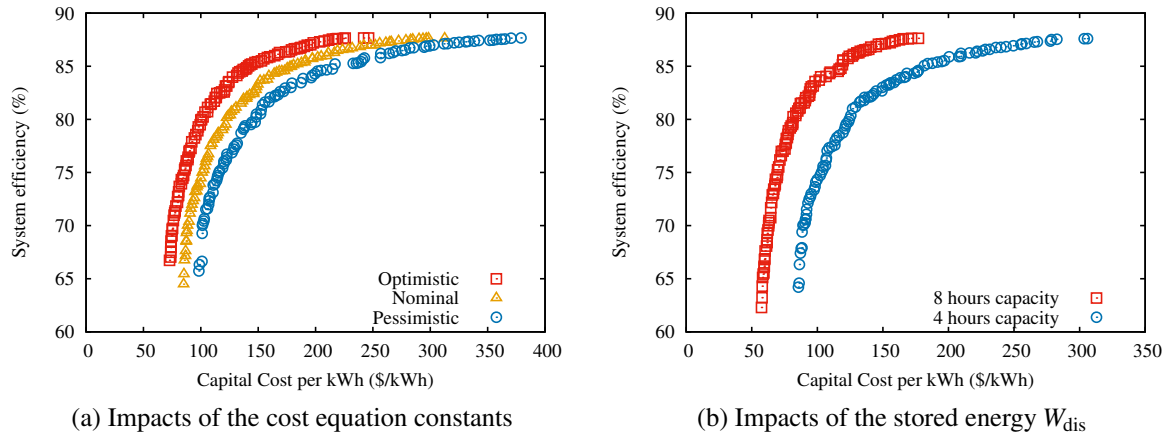 90
85
80
75
70
65
60
System efficiency (%)
Optimistic
Nominal
Pessimistic
0 50 100 150 200 250 300 350 400
Capital Cost per kWh ($/kWh)
(a) Impacts of the cost equation constants
90
85
80
75
70
65
60
System efficiency (%)
8 hours capacity
4 hours capacity
0 50 100 150 200 250 300 350
Capital Cost per kWh ($/kWh)
(b) Impacts of the stored energy W_dis